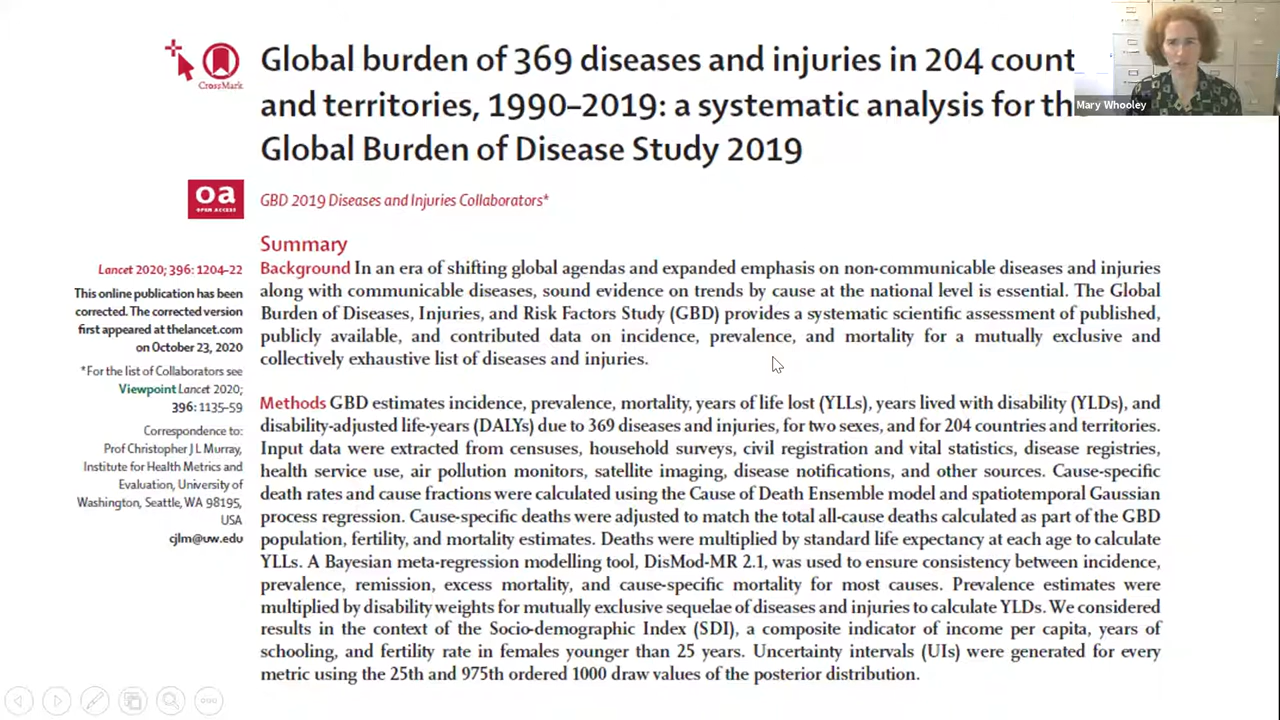 Global burden of 369 diseases and injuries in 204 count
and territories, 1990–2019: a systematic analysis for th
Global Burden of Disease Study 2019
Mary Whooley
CrossMark
oa
OPEN ACCESS
GBD 2019 Diseases and Injuries Collaborators*
Summary
Background In an era of shifting global agendas and expanded emphasis on non-communicable diseases and injuries
along with communicable diseases, sound evidence on trends by cause at the national level is essential. The Global
Burden of Diseases, Injuries, and Risk Factors Study (GBD) provides a systematic scientific assessment of published,
publicly available, and contributed data on incidence, prevalence, and mortality for a mutually exclusive and
collectively exhaustive list of diseases and injuries.
Methods GBD estimates incidence, prevalence, mortality, years of life lost (YLLs), years lived with disability (YLDs), and
disability-adjusted life-years (DALYs) due to 369 diseases and injuries, for two sexes, and for 204 countries and territories.
Input data were extracted from censuses, household surveys, civil registration and vital statistics, disease registries,
health service use, air pollution monitors, satellite imaging, disease notifications, and other sources. Cause-specific
death rates and cause fractions were calculated using the Cause of Death Ensemble model and spatiotemporal Gaussian
process regression. Cause-specific deaths were adjusted to match the total all-cause deaths calculated as part of the GBD
population, fertility, and mortality estimates. Deaths were multiplied by standard life expectancy at each age to calculate
YLLs. A Bayesian meta-regression modelling tool, DisMod-MR 2.1, was used to ensure consistency between incidence,
prevalence, remission, excess mortality, and cause-specific mortality for most causes. Prevalence estimates were
multiplied by disability weights for mutually exclusive sequelae of diseases and injuries to calculate YLDs. We considered
results in the context of the Socio-demographic Index (SDI), a composite indicator of income per capita, years of
schooling, and fertility rate in females younger than 25 years. Uncertainty intervals (UIs) were generated for every
metric using the 25th and 975th ordered 1000 draw values of the posterior distribution.
Lancet 2020; 396: 1204–22
This online publication has been
corrected. The corrected version
first appeared at thelancet.com
on October 23, 2020
*For the list of Collaborators see
Viewpoint Lancet 2020;
396: 1135–59
Correspondence to:
Prof Christopher J L Murray,
Institute for Health Metrics and
Evaluation, University of
Washington, Seattle, WA 98195,
USA
cjlm@uw.edu